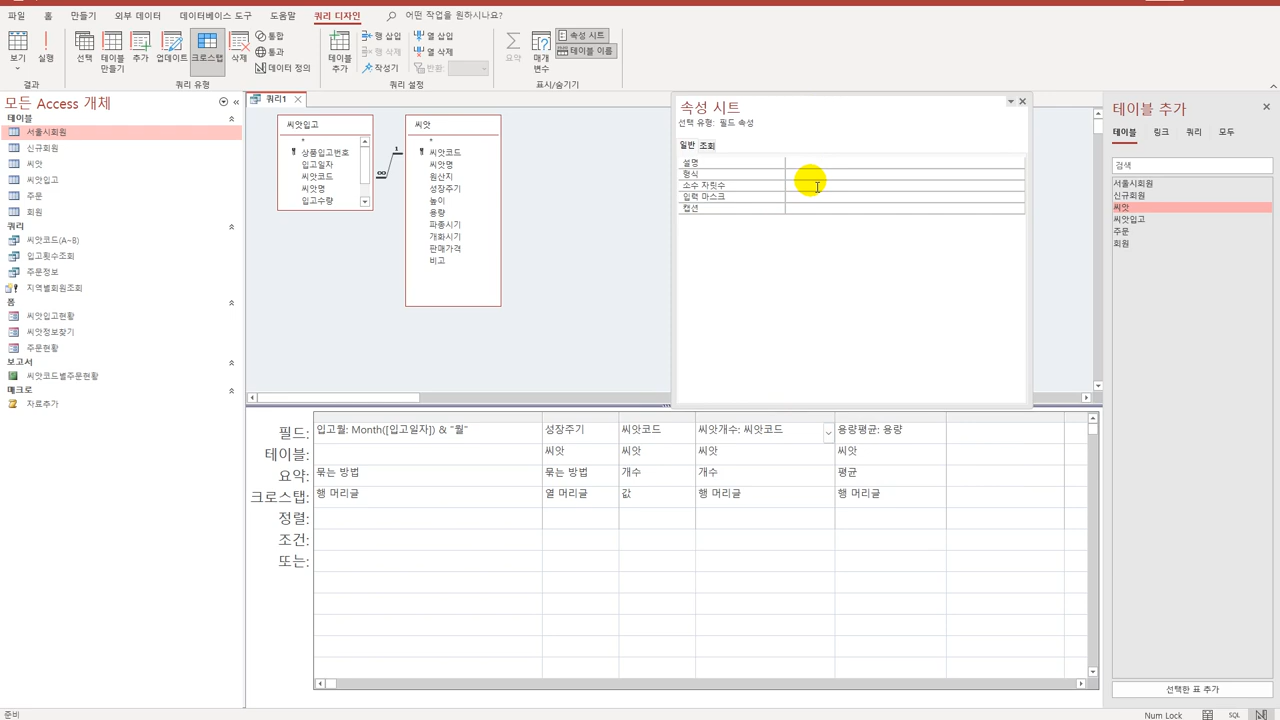 파일 홈 만들기 외부 데이터 데이터베이스 도구 도움말 쿼리 디자인 어떤 작업을 원하시나요?
보기 실행 선택 테이블 만들기 추가 업데이트 크로스탭 삭제 통합 통과 데이터 정의 테이블 추가 행 삽입 행 삭제 작성기 열 삽입 열 삭제 반환: 요약 매개 변수 속성 시트 테이블 이름
결과 쿼리 유형 쿼리 설정 표시/숨기기
모든 Access 개체
테이블
서울시회원
신규회원
씨앗
씨앗입고
주문
회원
쿼리
씨앗코드(A~B)
입고횟수조회
주문정보
지역별회원조회
폼
씨앗입고현황
씨앗정보찾기
주문현황
보고서
씨앗코드별주문현황
매크로
자료추가
쿼리1
씨앗입고
*
상품입고번호
입고일자
씨앗코드
씨앗명
입고수량
1
씨앗
*
씨앗코드
씨앗명
원산지
성장주기
높이
용량
파종시기
개화시기
판매가격
비고
속성 시트
선택 유형: 필드 속성
일반 조회
설명
형식
소수 자릿수
입력 마스크
캡션
테이블 추가
테이블 링크 쿼리 모두
검색
서울시회원
신규회원
씨앗
씨앗입고
주문
회원
선택한 표 추가
필드: 입고월: Month([입고일자]) & "월" 성장주기 씨앗코드 씨앗개수: 씨앗코드 용량평균: 용량
테이블: 씨앗 씨앗 씨앗 씨앗
요약: 묶는 방법 묶는 방법 개수 개수 평균
크로스탭: 행 머리글 열 머리글 값 행 머리글 행 머리글
정렬:
조건:
또는:
준비 Num Lock SQL